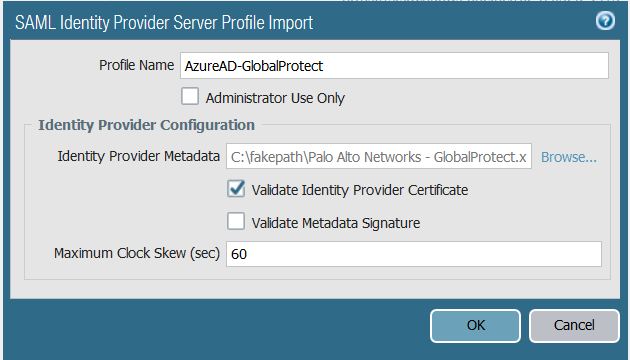 SAML Identity Provider Server Profile Import
Profile Name AzureAD-GlobalProtect
Administrator Use Only
Identity Provider Configuration
Identity Provider Metadata C:\fakepath\Palo Alto Networks - GlobalProtect.x Browse...
Validate Identity Provider Certificate
Validate Metadata Signature
Maximum Clock Skew (sec) 60
OK Cancel